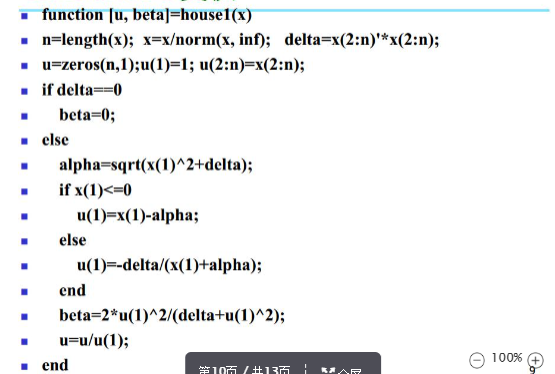 function [u, beta]=house1(x)
n=length(x); x=x/norm(x, inf); delta=x(2:n)'*x(2:n);
u=zeros(n,1);u(1)=1; u(2:n)=x(2:n);
if delta==0
beta=0;
else
alpha=sqrt(x(1)^2+delta);
if x(1)<=0
u(1)=x(1)-alpha;
else
u(1)=-delta/(x(1)+alpha);
end
beta=2*u(1)^2/(delta+u(1)^2);
u=u/u(1);
end
第10页 / 共13页
100%
9